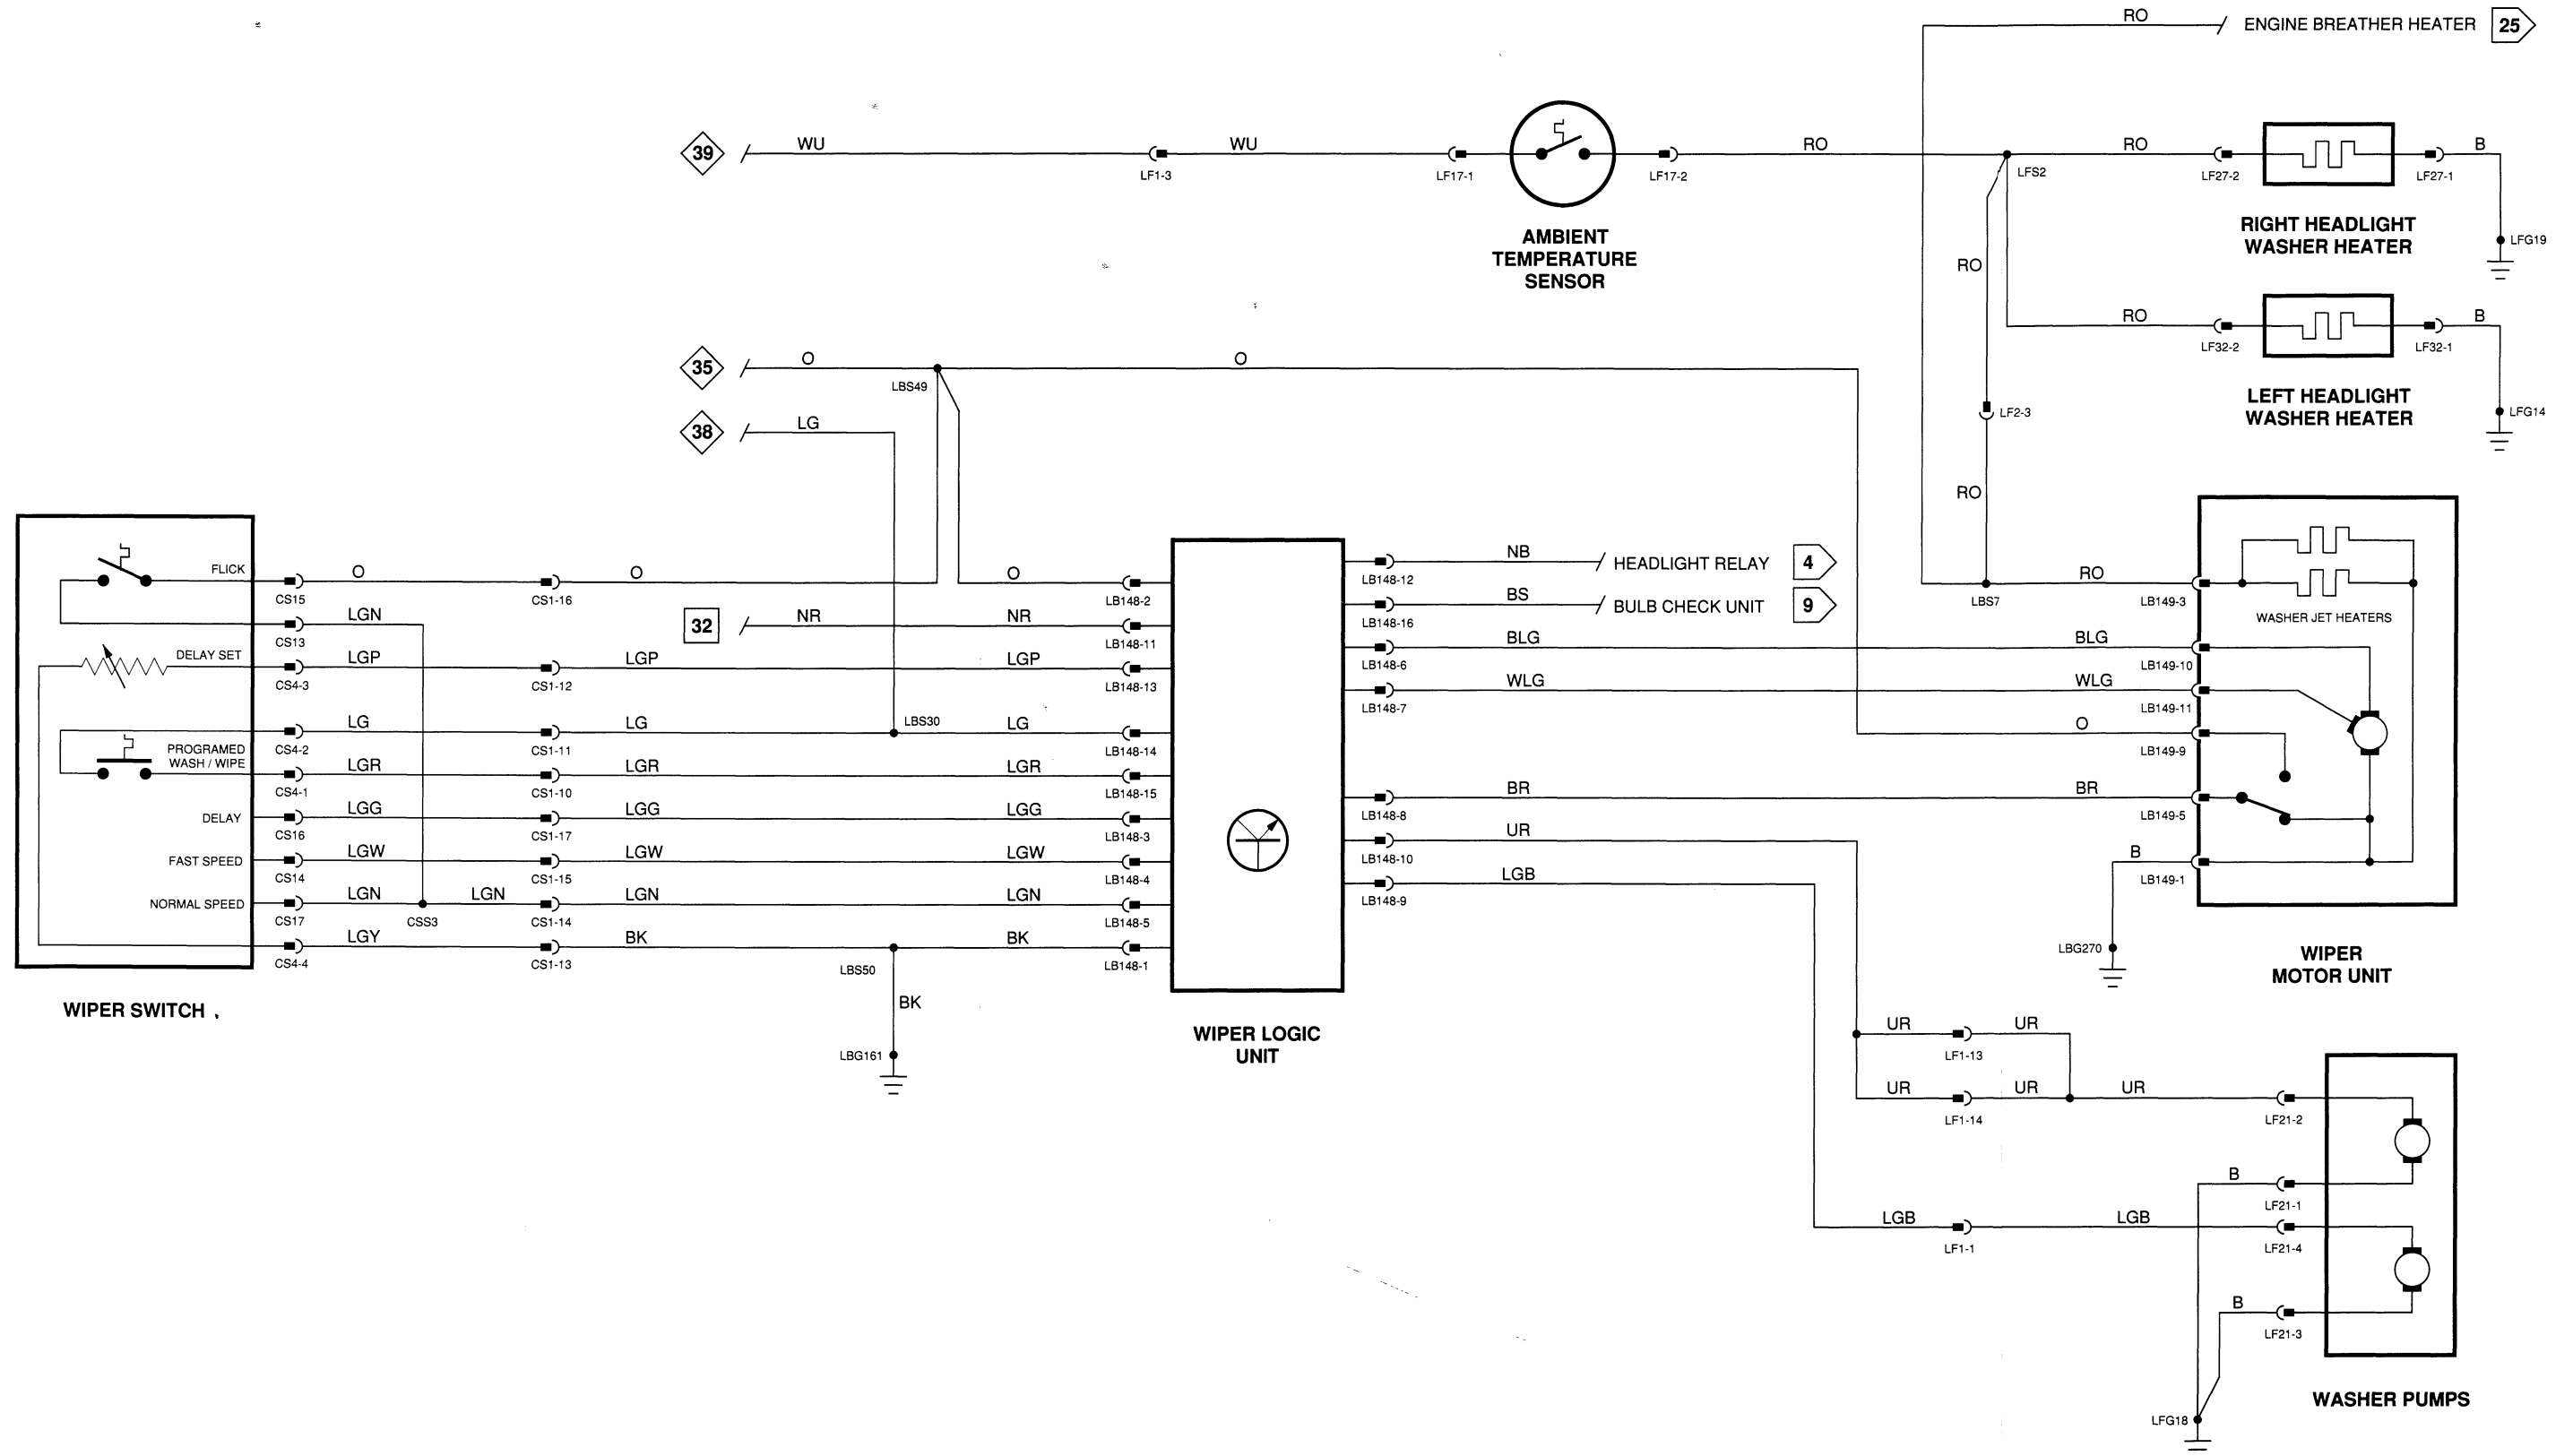 RO
ENGINE BREATHER HEATER
25
39
WU
WU
RO
RO
B
LF1-3
LF17-1
LF17-2
LFS2
LF27-2
LF27-1
AMBIENT
TEMPERATURE
SENSOR
RIGHT HEADLIGHT
WASHER HEATER
LFG19
RO
RO
B
LF32-2
LF32-1
35
O
O
LBS49
LEFT HEADLIGHT
WASHER HEATER
LFG14
LF2-3
38
LG
RO
FLICK
O
O
O
CS15
CS1-16
LB148-2
LGN
CS13
32
NR
NR
LB148-11
DELAY SET
LGP
LGP
LGP
CS4-3
CS1-12
LB148-13
LG
LG
LBS30
LG
CS4-2
CS1-11
LB148-14
PROGRAMED
WASH / WIPE
LGR
LGR
LGR
CS4-1
CS1-10
LB148-15
DELAY
LGG
LGG
LGG
CS16
CS1-17
LB148-3
FAST SPEED
LGW
LGW
LGW
CS14
CS1-15
LB148-4
NORMAL SPEED
LGN
LGN
LGN
LGN
CS17
CSS3
CS1-14
LB148-5
LGY
BK
BK
CS4-4
CS1-13
LBS50
LB148-1
BK
LBG161
WIPER SWITCH
WIPER LOGIC
UNIT
NB
HEADLIGHT RELAY
4
LB148-12
BS
BULB CHECK UNIT
9
LB148-16
RO
LBS7
LB149-3
WASHER JET HEATERS
BLG
BLG
LB148-6
LB149-10
WLG
WLG
LB148-7
LB149-11
O
LB149-9
BR
BR
LB148-8
LB149-5
UR
LB148-10
B
LB149-1
LGB
LB148-9
LBG270
WIPER
MOTOR UNIT
UR
UR
LF1-13
UR
UR
UR
LF1-14
LF21-2
B
LF21-1
LGB
LGB
LF1-1
LF21-4
B
LF21-3
WASHER PUMPS
LFG18